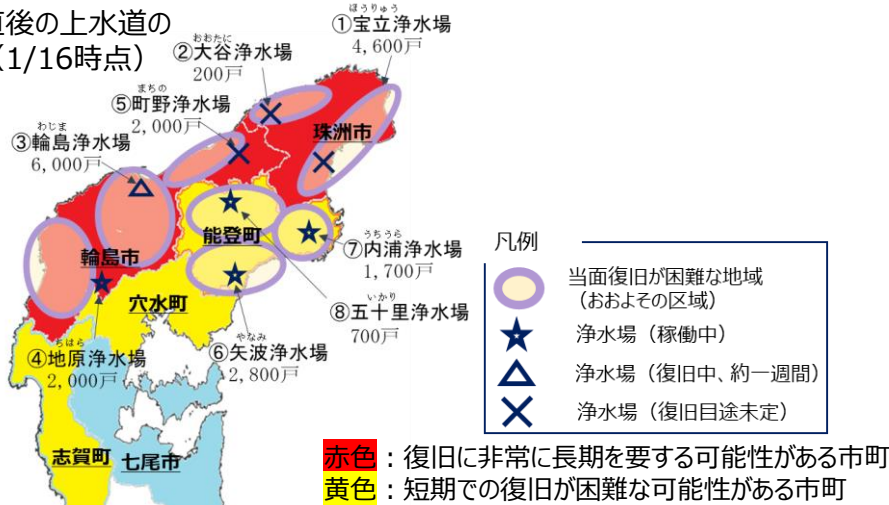 直後の上水道の
（1/16時点）
ほうりゅう
①宝立浄水場
4,600戸
おおたに
②大谷浄水場
200戸
まちの
⑤町野浄水場
2,000戸
わじま
③輪島浄水場
6,000戸
珠洲市
能登町
輪島市
穴水町
うちうら
⑦内浦浄水場
1,700戸
いかり
⑧五十里浄水場
700戸
やなみ
⑥矢波浄水場
2,800戸
ちはら
④地原浄水場
2,000戸
志賀町
七尾市
凡例
当面復旧が困難な地域
（おおよその区域）
浄水場（稼働中）
浄水場（復旧中、約一週間）
浄水場（復旧目途未定）
赤色：復旧に非常に長期を要する可能性がある市町
黄色：短期での復旧が困難な可能性がある市町